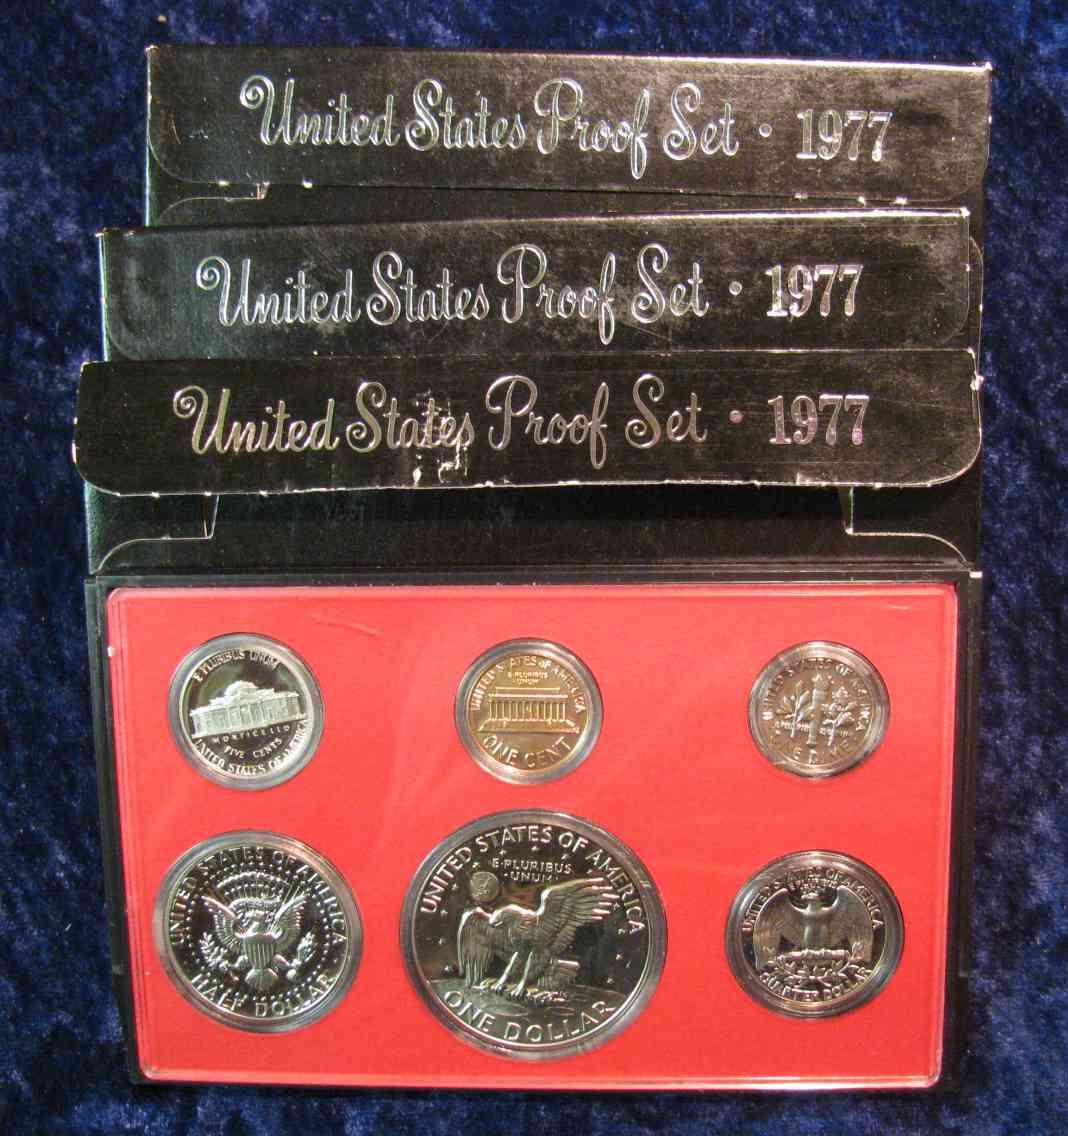 United States Proof Set • 1977
United States Proof Set • 1977
United States Proof Set • 1977
E PLURIBUS UNUM
MONTICELLO
FIVE CENTS
UNITED STATES OF AMERICA
UNITED STATES OF AMERICA
E PLURIBUS
UNUM
ONE CENT
UNITED STATES OF AMERICA
ONE DIME
UNITED STATES OF AMERICA
HALF DOLLAR
UNITED STATES OF AMERICA
E·PLURIBUS
·UNUM·
ONE DOLLAR
UNITED STATES OF AMERICA
QUARTER DOLLAR